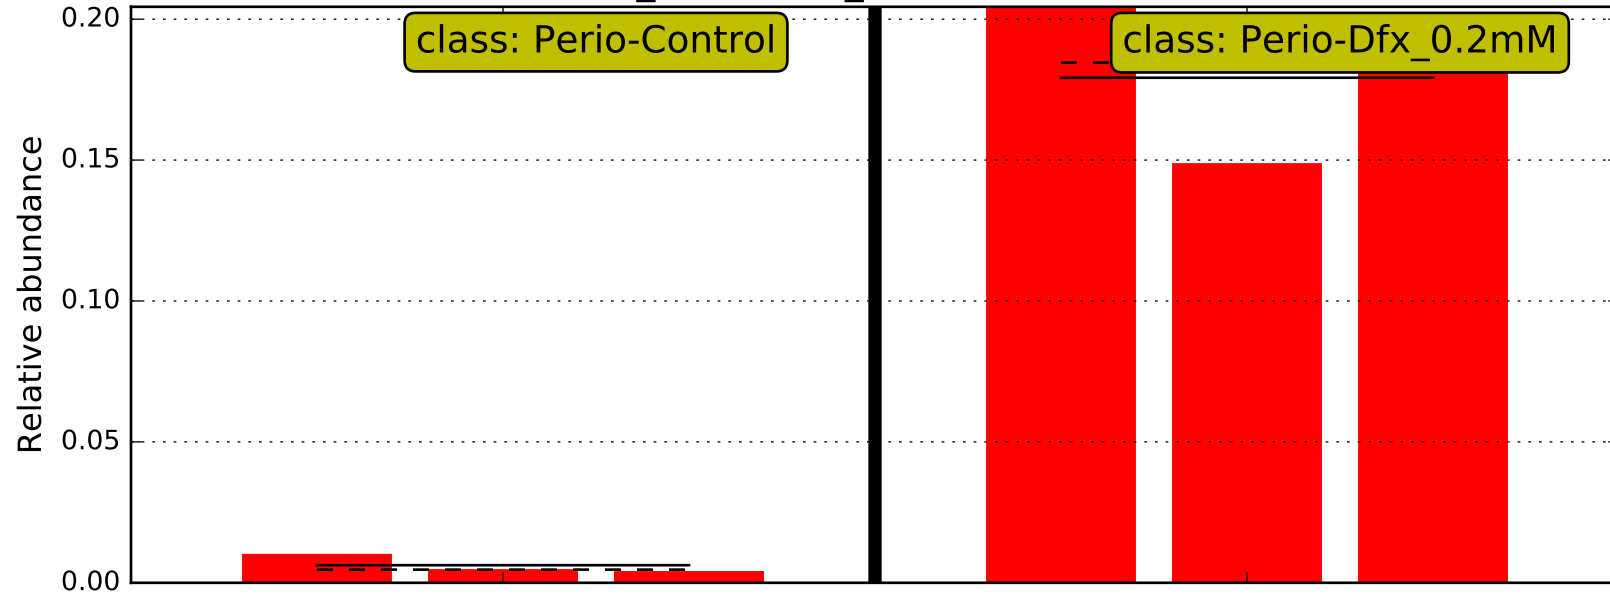 0.20
class: Perio-Control
class: Perio-Dfx_0.2mM
0.15
0.10
0.05
0.00
Relative abundance